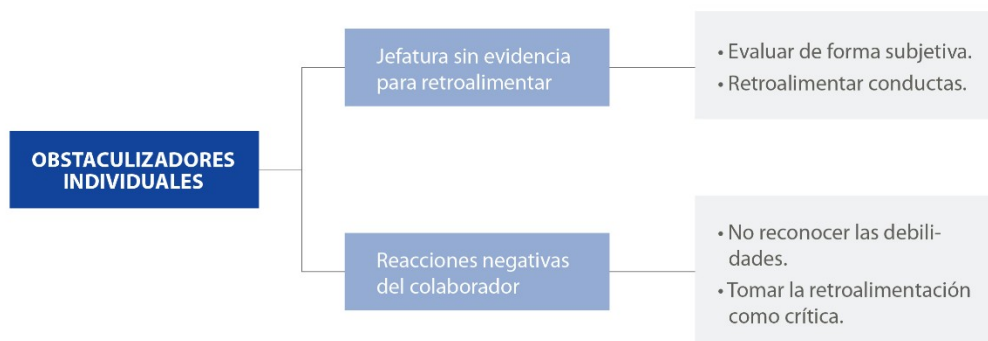 OBSTACULIZADORES
INDIVIDUALES
Jefatura sin evidencia
para retroalimentar
• Evaluar de forma subjetiva.
• Retroalimentar conductas.
Reacciones negativas
del colaborador
• No reconocer las debili-
dades.
• Tomar la retroalimentación
como crítica.